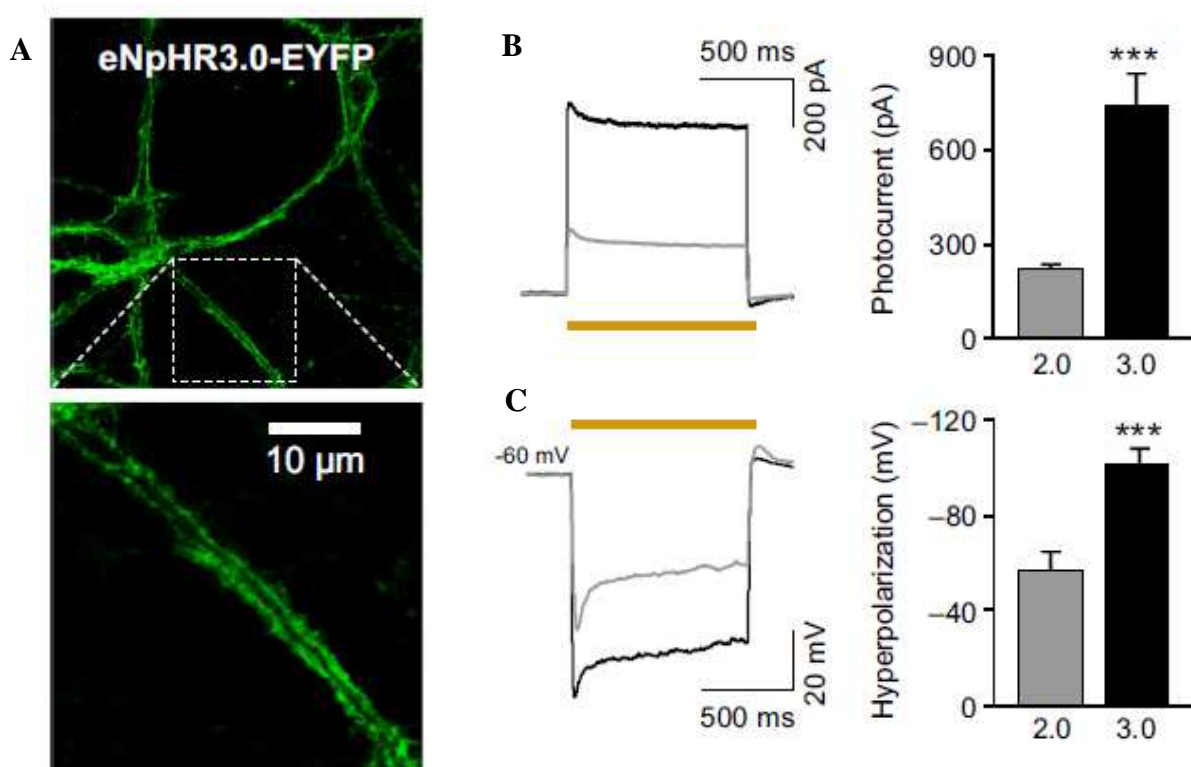 A
eNpHR3.0-EYFP
10 µm
B
500 ms
200 pA
Photocurrent (pA)
900
600
300
0
***
2.0
3.0
C
-60 mV
20 mV
500 ms
Hyperpolarization (mV)
–120
–80
–40
0
***
2.0
3.0